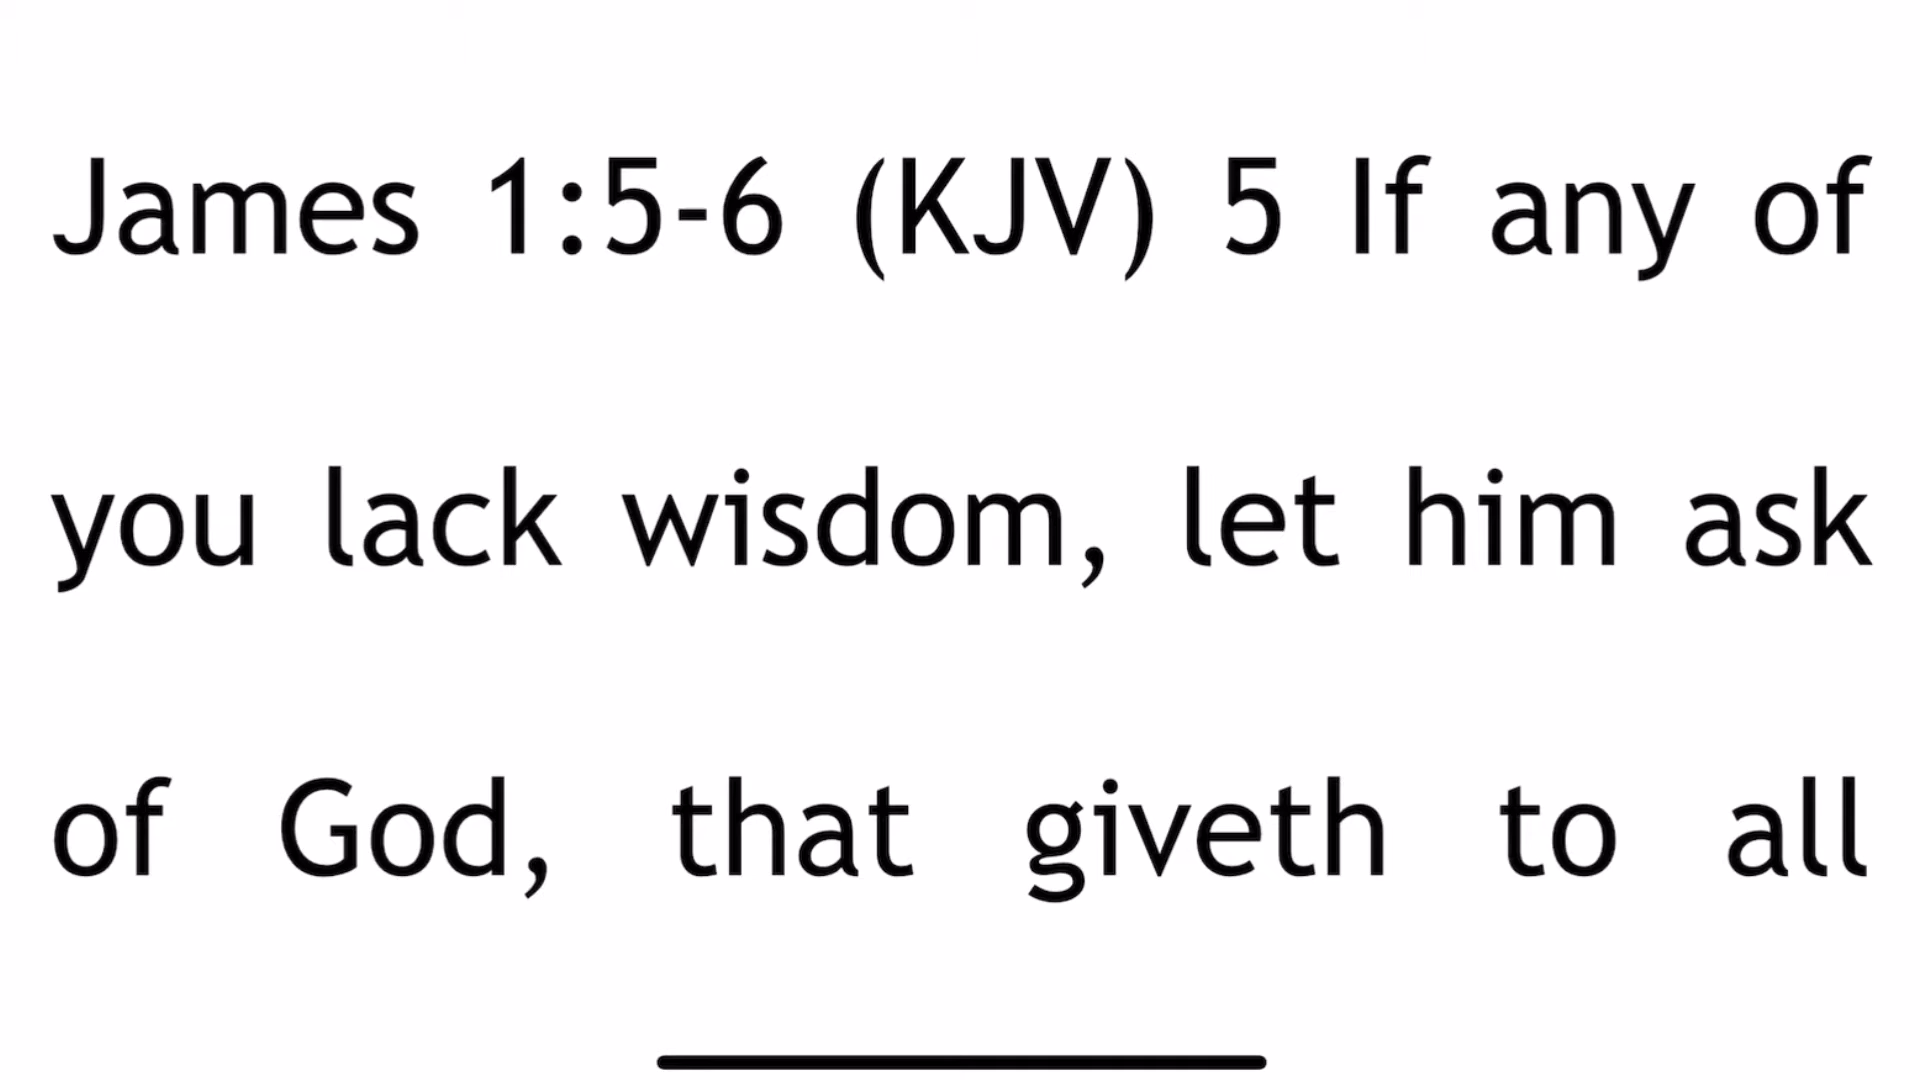 James 1:5-6 (KJV) 5 If any of
you lack wisdom, let him ask
of God, that giveth to all